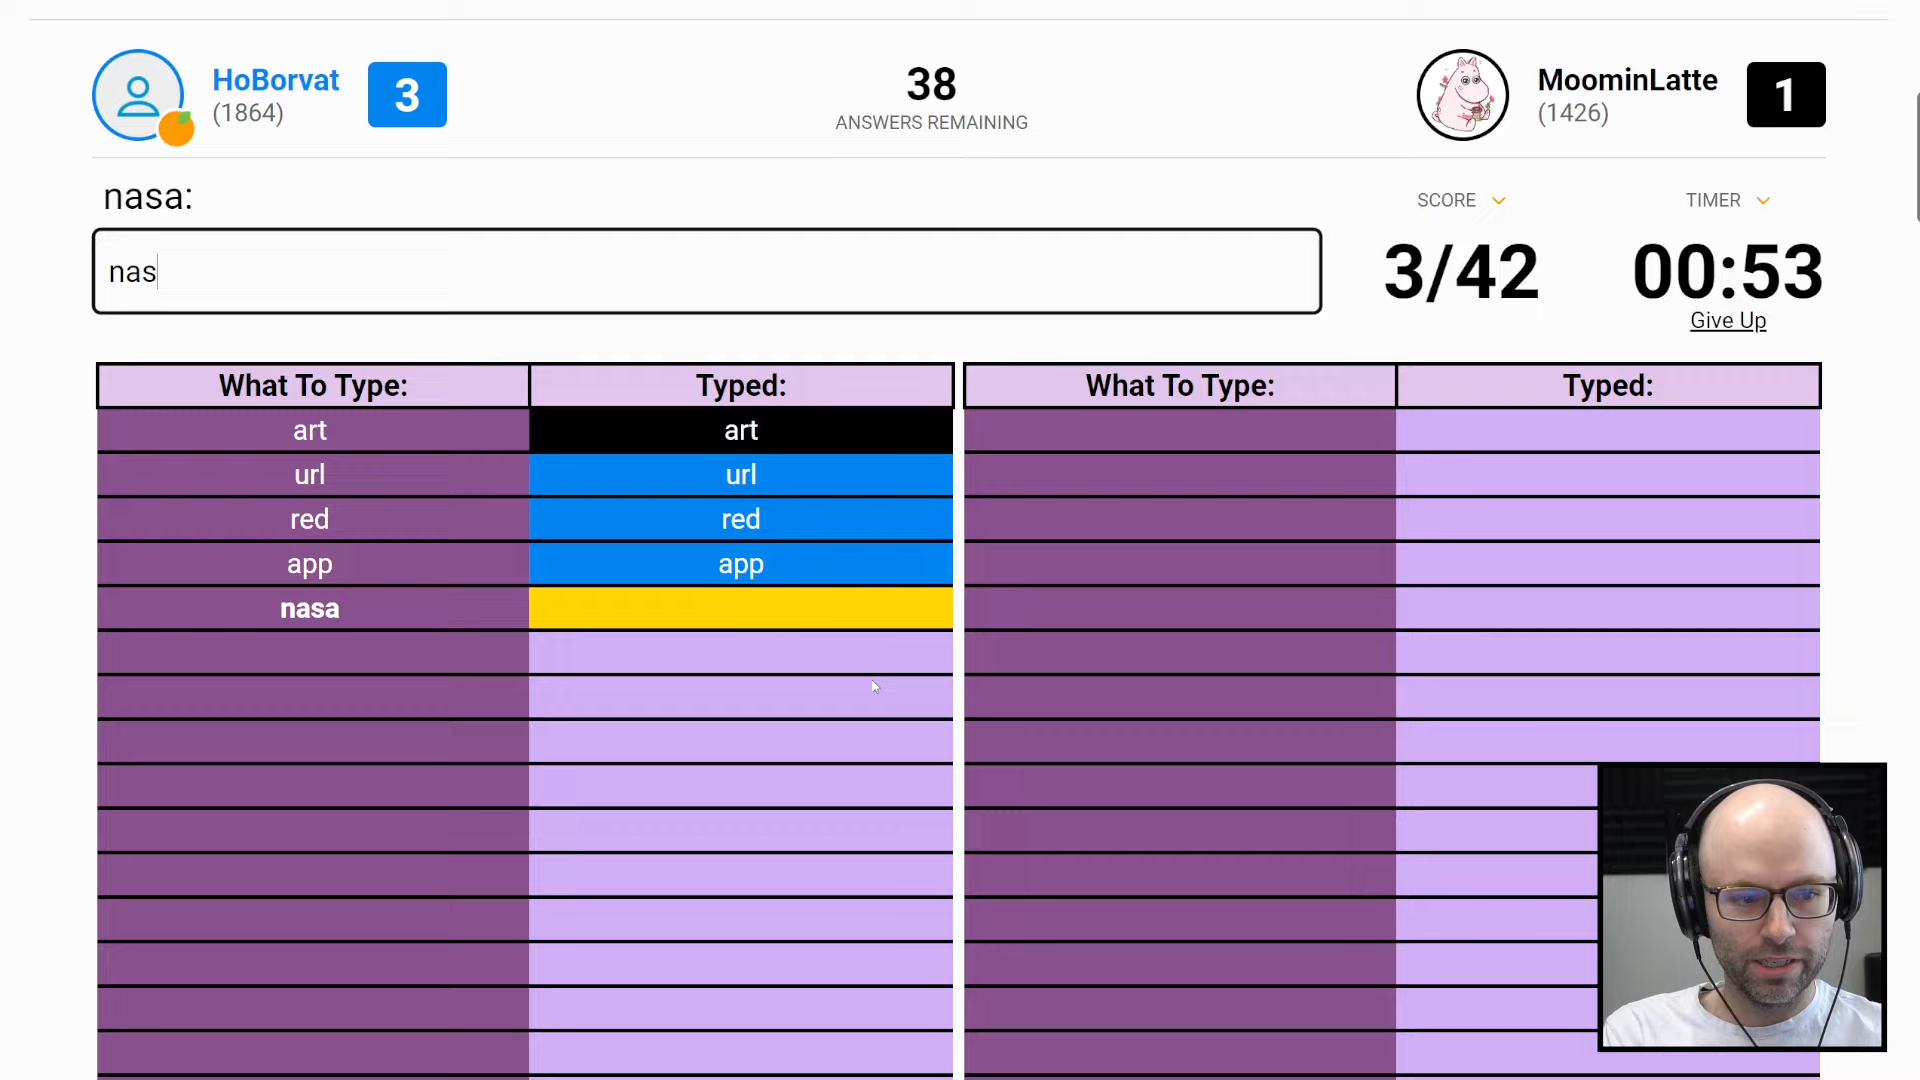 HoBorvat
(1864)
3
38
ANSWERS REMAINING
MoominLatte
(1426)
1
nasa:
nas
SCORE
3/42
TIMER
00:53
Give Up
What To Type: Typed: What To Type: Typed:
art art
url url
red red
app app
nasa